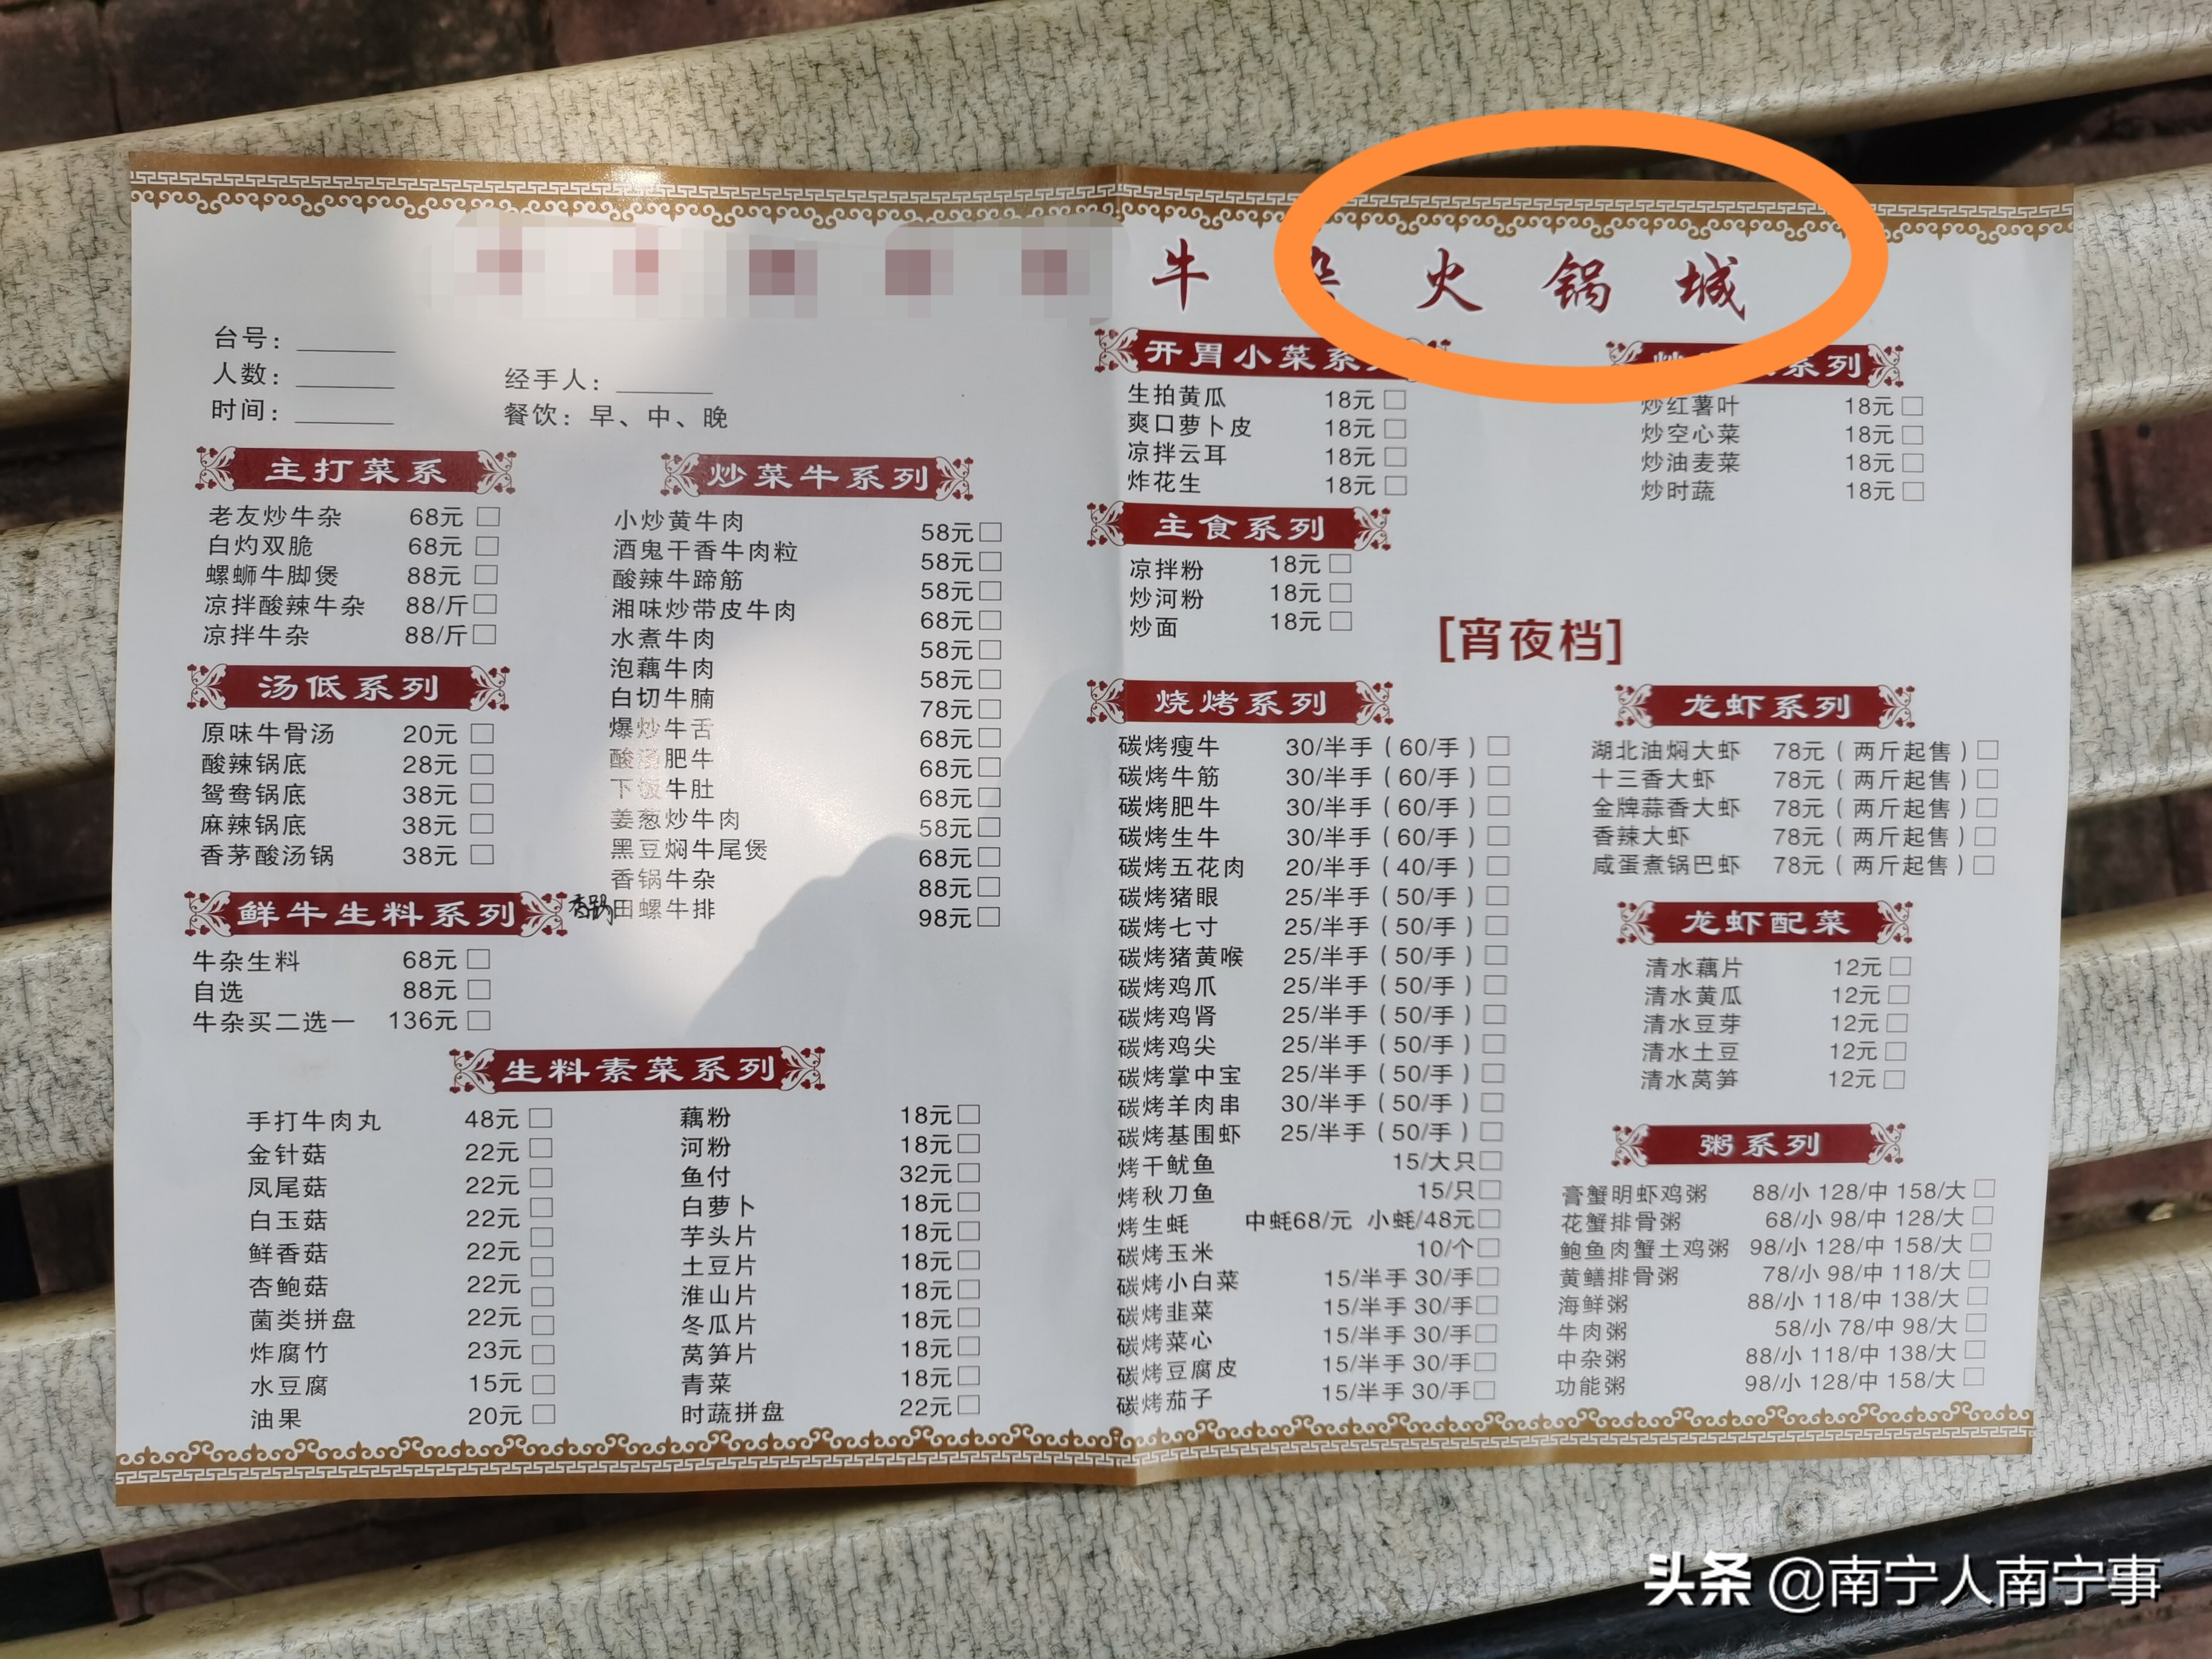 牛 火锅城
台号：
人数：
经手人：
时间：
餐饮：早、中、晚
主打菜系
老友炒牛杂 68元
白灼双脆 68元
螺蛳牛脚煲 88元
凉拌酸辣牛杂 88/斤
凉拌牛杂 88/斤
汤低系列
原味牛骨汤 20元
酸辣锅底 28元
鸳鸯锅底 38元
麻辣锅底 38元
香茅酸汤锅 38元
鲜牛生料系列
牛杂生料 68元
自选 88元
牛杂买二选一 136元
炒菜牛系列
小炒黄牛肉 58元
酒鬼干香牛肉粒 58元
酸辣牛蹄筋 58元
湘味炒带皮牛肉 68元
水煮牛肉 58元
泡藕牛肉 58元
白切牛腩 78元
爆炒牛舌 68元
酸汤肥牛 68元
下饭牛肚 68元
姜葱炒牛肉 58元
黑豆焖牛尾煲 68元
香锅牛杂 88元
香锅田螺牛排 98元
生料素菜系列
手打牛肉丸 48元
金针菇 22元
凤尾菇 22元
白玉菇 22元
鲜香菇 22元
杏鲍菇 22元
菌类拼盘 22元
炸腐竹 23元
水豆腐 15元
油果 20元
藕粉 18元
河粉 18元
鱼付 32元
白萝卜 18元
芋头片 18元
土豆片 18元
淮山片 18元
冬瓜片 18元
莴笋片 18元
青菜 18元
时蔬拼盘 22元
开胃小菜系
生拍黄瓜 18元
爽口萝卜皮 18元
凉拌云耳 18元
炸花生 18元
系列
炒红薯叶 18元
炒空心菜 18元
炒油麦菜 18元
炒时蔬 18元
主食系列
凉拌粉 18元
炒河粉 18元
炒面 18元
[宵夜档]
烧烤系列
碳烤瘦牛 30/半手（60/手）
碳烤牛筋 30/半手（60/手）
碳烤肥牛 30/半手（60/手）
碳烤生牛 30/半手（60/手）
碳烤五花肉 20/半手（40/手）
碳烤猪眼 25/半手（50/手）
碳烤七寸 25/半手（50/手）
碳烤猪黄喉 25/半手（50/手）
碳烤鸡爪 25/半手（50/手）
碳烤鸡肾 25/半手（50/手）
碳烤鸡尖 25/半手（50/手）
碳烤掌中宝 25/半手（50/手）
碳烤羊肉串 30/半手（50/手）
碳烤基围虾 25/半手（50/手）
烤干鱿鱼 15/大只
烤秋刀鱼 15/只
烤生蚝 中蚝68/元 小蚝/48元
碳烤玉米 10/个
碳烤小白菜 15/半手 30/手
碳烤韭菜 15/半手 30/手
碳烤菜心 15/半手 30/手
碳烤豆腐皮 15/半手 30/手
碳烤茄子 15/半手 30/手
龙虾系列
湖北油焖大虾 78元（两斤起售）
十三香大虾 78元（两斤起售）
金牌蒜香大虾 78元（两斤起售）
香辣大虾 78元（两斤起售）
咸蛋煮锅巴虾 78元（两斤起售）
龙虾配菜
清水藕片 12元
清水黄瓜 12元
清水豆芽 12元
清水土豆 12元
清水莴笋 12元
粥系列
膏蟹明虾鸡粥 88/小 128/中 158/大
花蟹排骨粥 68/小 98/中 128/大
鲍鱼肉蟹土鸡粥 98/小 128/中 158/大
黄鳝排骨粥 78/小 98/中 118/大
海鲜粥 88/小 118/中 138/大
牛肉粥 58/小 78/中 98/大
中杂粥 88/小 118/中 138/大
功能粥 98/小 128/中 158/大
头条 @南宁人南宁事